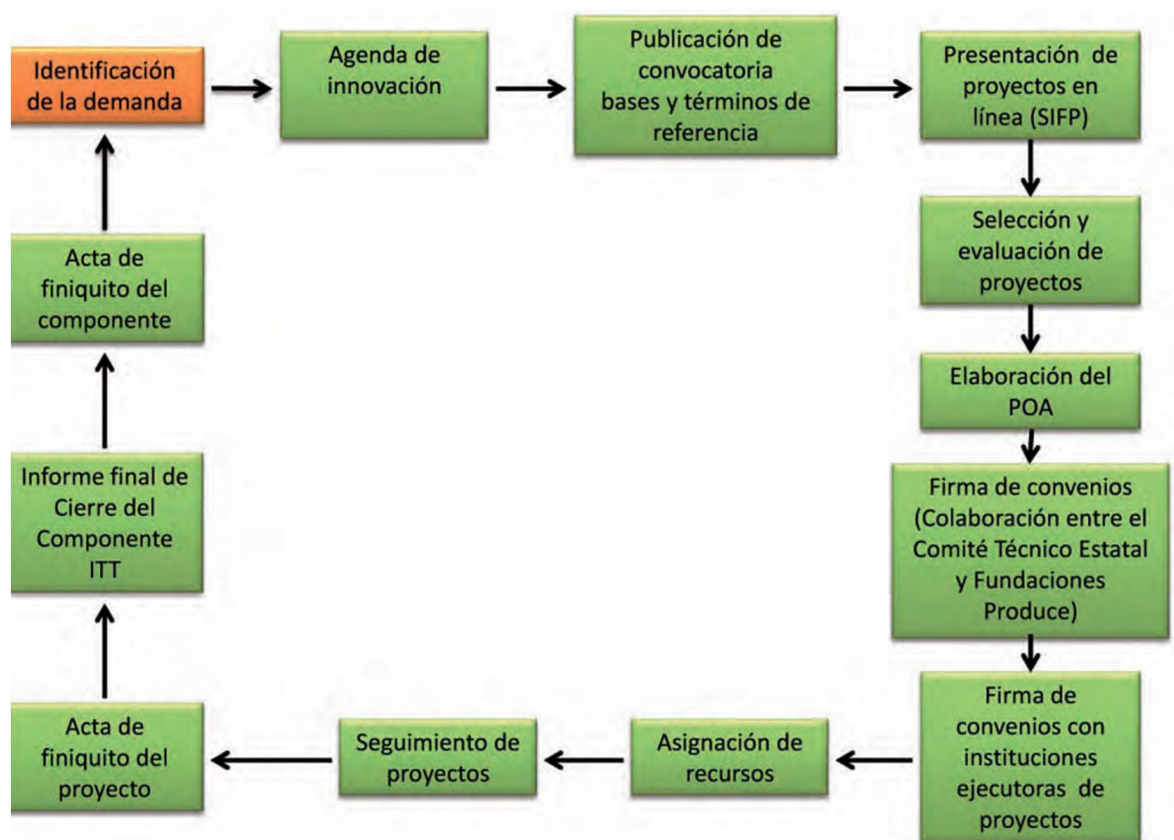 Identificación
de la demanda
Agenda de
innovación
Publicación de
convocatoria
bases y términos de
referencia
Presentación de
proyectos en
línea (SIFP)
Selección y
evaluación de
proyectos
Elaboración del
POA
Firma de convenios
(Colaboración entre el
Comité Técnico Estatal
y Fundaciones
Produce)
Firma de
convenios con
instituciones
ejecutoras de
proyectos
Asignación de
recursos
Seguimiento de
proyectos
Acta de
finiquito del
proyecto
Informe final de
Cierre del
Componente
ITT
Acta de
finiquito del
componente